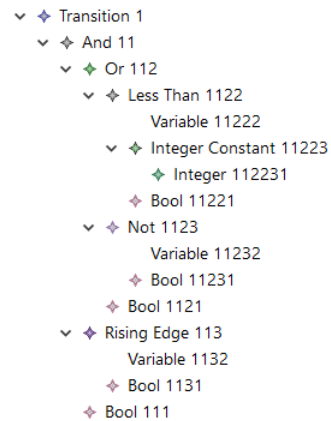 Transition 1
And 11
Or 112
Less Than 1122
Variable 11222
Integer Constant 11223
Integer 112231
Bool 11221
Not 1123
Variable 11232
Bool 11231
Bool 1121
Rising Edge 113
Variable 1132
Bool 1131
Bool 111